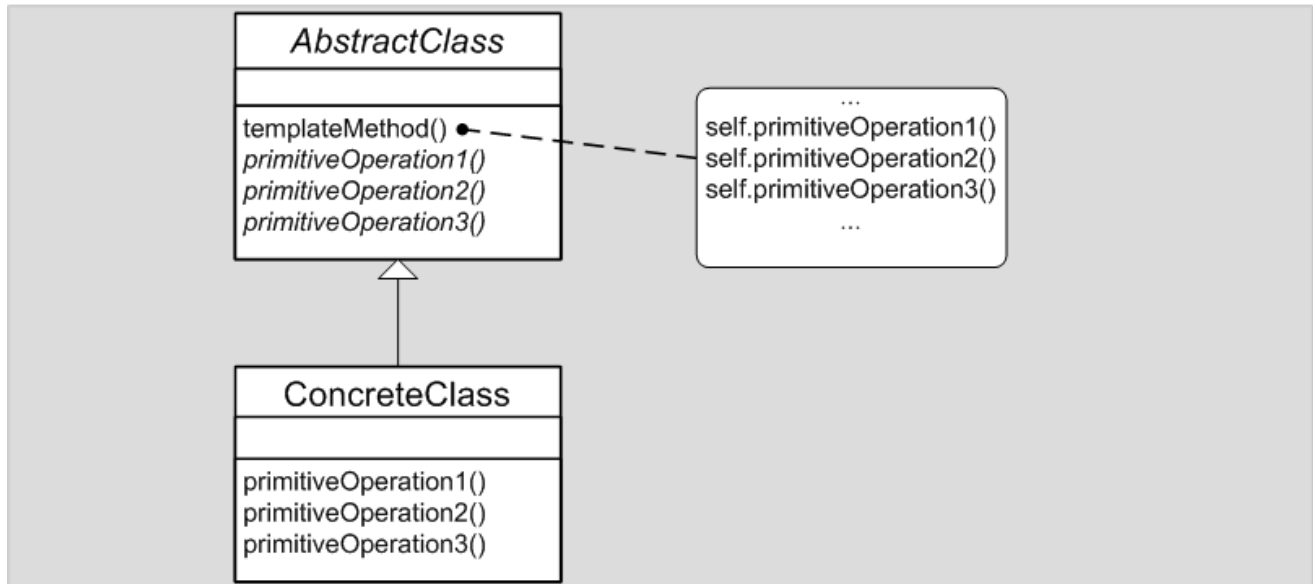 AbstractClass
templateMethod()
primitiveOperation1()
primitiveOperation2()
primitiveOperation3()
...
self.primitiveOperation1()
self.primitiveOperation2()
self.primitiveOperation3()
...
ConcreteClass
primitiveOperation1()
primitiveOperation2()
primitiveOperation3()